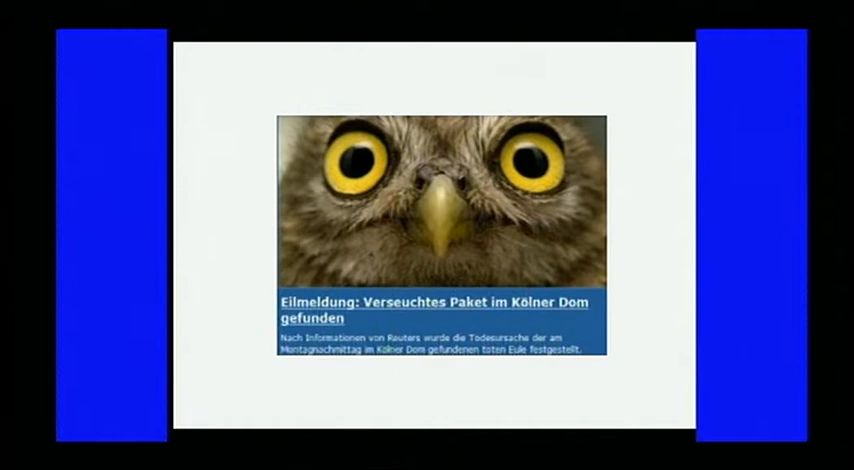 Eilmeldung: Verseuchtes Paket im Kölner Dom
gefunden
Nach Informationen von Reuters wurde die Todesursache der am
Montagnachmittag im Kölner Dom gefundenen toten Eule festgestellt.